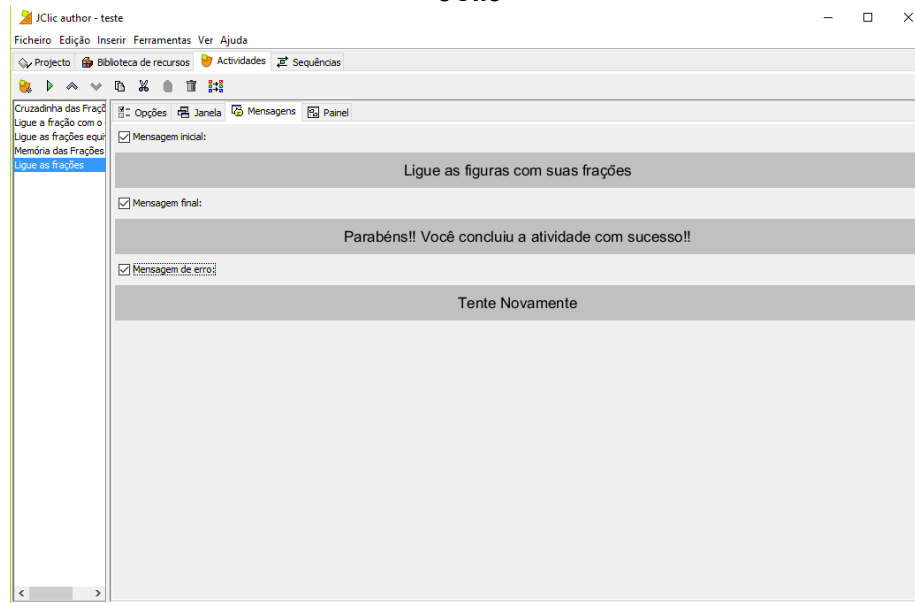 JClic author - teste
Ficheiro Edição Inserir Ferramentas Ver Ajuda
Projecto Biblioteca de recursos Actividades Sequências
Cruzadinha das Fraçõ
Ligue a fração com o
Ligue as frações equi
Memória das Frações
Ligue as frações
Opções Janela Mensagens Painel
Mensagem inicial:
Ligue as figuras com suas frações
Mensagem final:
Parabéns!! Você concluiu a atividade com sucesso!!
Mensagem de erro:
Tente Novamente